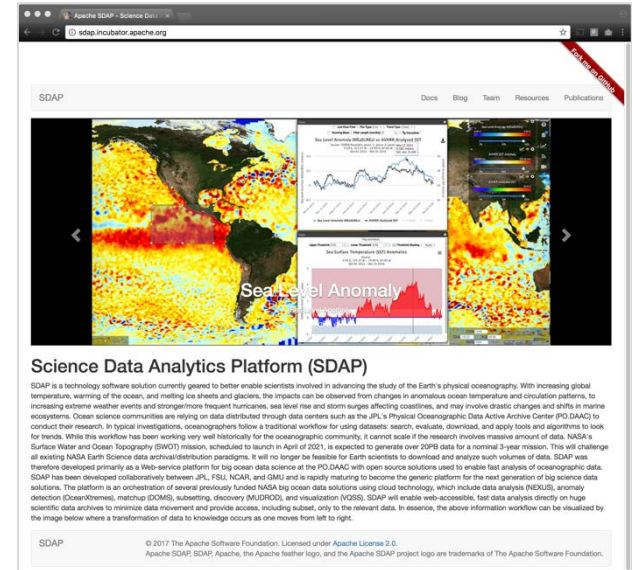 Apache SDAP – Science Data
sdap.incubator.apache.org
Fork me on GitHub
SDAP
Docs Blog Team Resources Publications
Sea Level Anomaly (MEaSUREs) vs AVHRR Analyzed SST
Sea Surface Temperature (SST) Anomalies
Sea Level Anomaly
Science Data Analytics Platform (SDAP)
SDAP is a technology software solution currently geared to better enable scientists involved in advancing the study of the Earth's physical oceanography. With increasing global
temperature, warming of the ocean, and melting ice sheets and glaciers, the impacts can be observed from changes in anomalous ocean temperature and circulation patterns, to
increasing extreme weather events and stronger/more frequent hurricanes, sea level rise and storm surges affecting coastlines, and may involve drastic changes and shifts in marine
ecosystems. Ocean science communities are relying on data distributed through data centers such as the JPL's Physical Oceanographic Data Active Archive Center (PO.DAAC) to
conduct their research. In typical investigations, oceanographers follow a traditional workflow for using datasets: search, evaluate, download, and apply tools and algorithms to look
for trends. While this workflow has been working very well historically for the oceanographic community, it cannot scale if the research involves massive amount of data. NASA's
Surface Water and Ocean Topography (SWOT) mission, scheduled to launch in April of 2021, is expected to generate over 20PB data for a nominal 3-year mission. This will challenge
all existing NASA Earth Science data archival/distribution paradigms. It will no longer be feasible for Earth scientists to download and analyze such volumes of data. SDAP was
therefore developed primarily as a Web-service platform for big ocean data science at the PO.DAAC with open source solutions used to enable fast analysis of oceanographic data.
SDAP has been developed collaboratively between JPL, FSU, NCAR, and GMU and is rapidly maturing to become the generic platform for the next generation of big science data
solutions. The platform is an orchestration of several previously funded NASA big ocean data solutions using cloud technology, which include data analysis (NEXUS), anomaly
detection (OceanXtremes), matchup (DOMS), subsetting, discovery (MUDROD), and visualization (VQSS). SDAP will enable web-accessible, fast data analysis directly on huge
scientific data archives to minimize data movement and provide access, including subset, only to the relevant data. In essence, the above information workflow can be visualized by
the image below where a transformation of data to knowledge occurs as one moves from left to right.
SDAP
© 2017 The Apache Software Foundation. Licensed under Apache License 2.0.
Apache SDAP, SDAP, Apache, the Apache feather logo, and the Apache SDAP project logo are trademarks of The Apache Software Foundation.